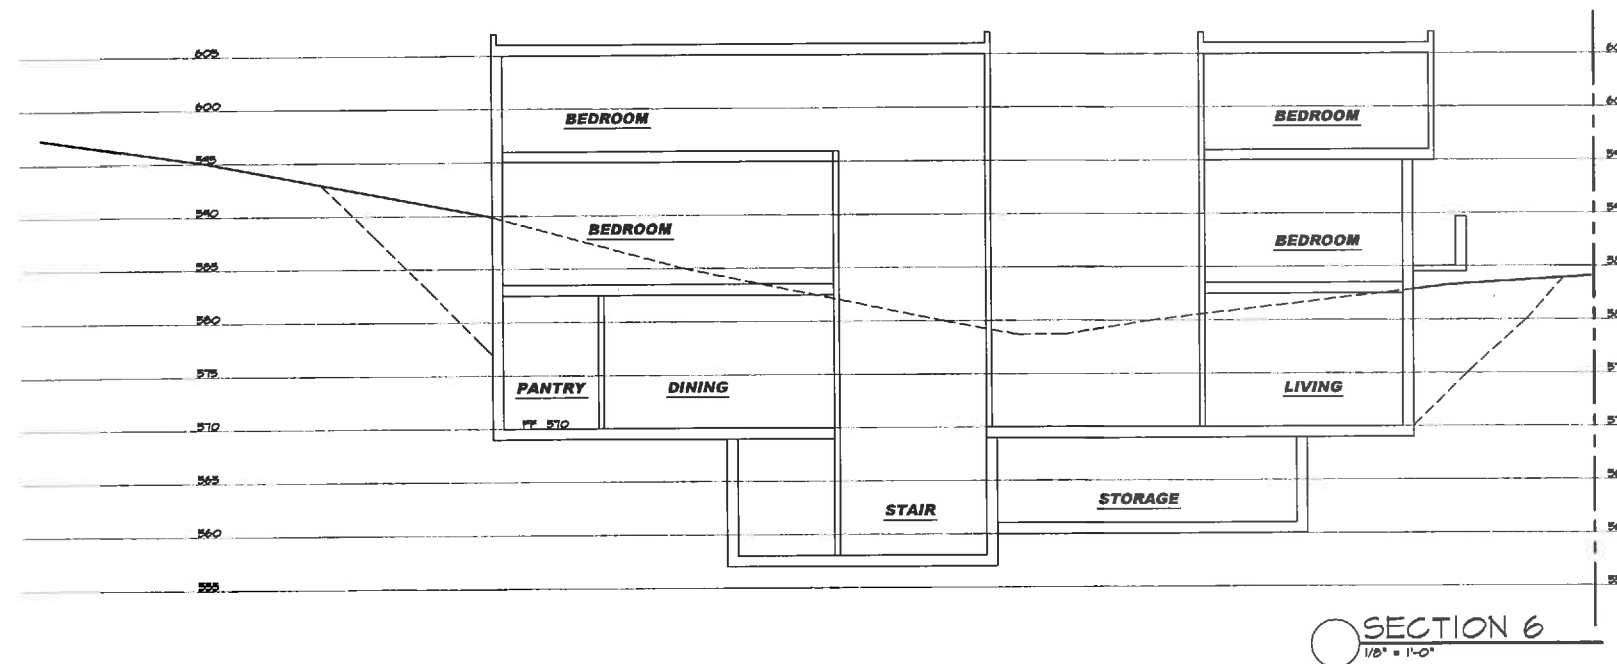 605
600
BEDROOM
BEDROOM
595
590
BEDROOM
BEDROOM
585
580
575
PANTRY
DINING
LIVING
FF 570
570
565
STAIR
STORAGE
560
555
SECTION 6
1/8" = 1'-0"